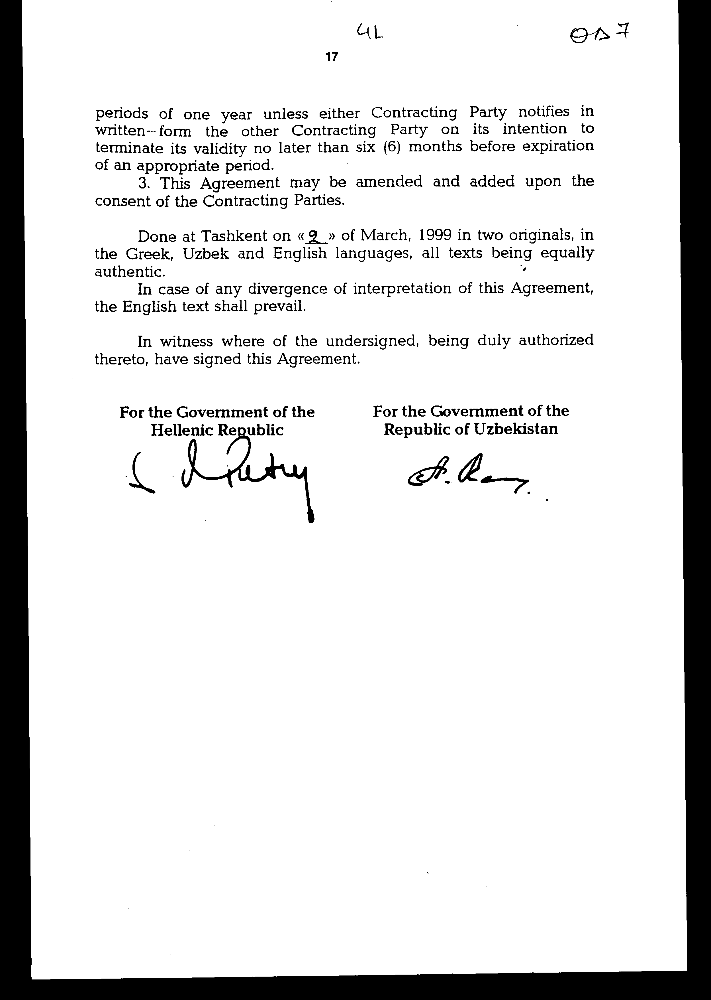 4L
17
periods of one year unless either Contracting Party notifies in
written-- form the other Contracting Party on its intention to
terminate its validity no later than six (6) months before expiration
of an appropriate period.
3. This Agreement may be amended and added upon the
consent of the Contracting Parties.
Done at Tashkent on « 2 » of March, 1999 in two originals, in
the Greek, Uzbek and English languages, all texts being equally
authentic.
In case of any divergence of interpretation of this Agreement,
the English text shall prevail.
In witness where of the undersigned, being duly authorized
thereto, have signed this Agreement.
For the Government of the
Hellenic Republic
For the Government of the
Republic of Uzbekistan